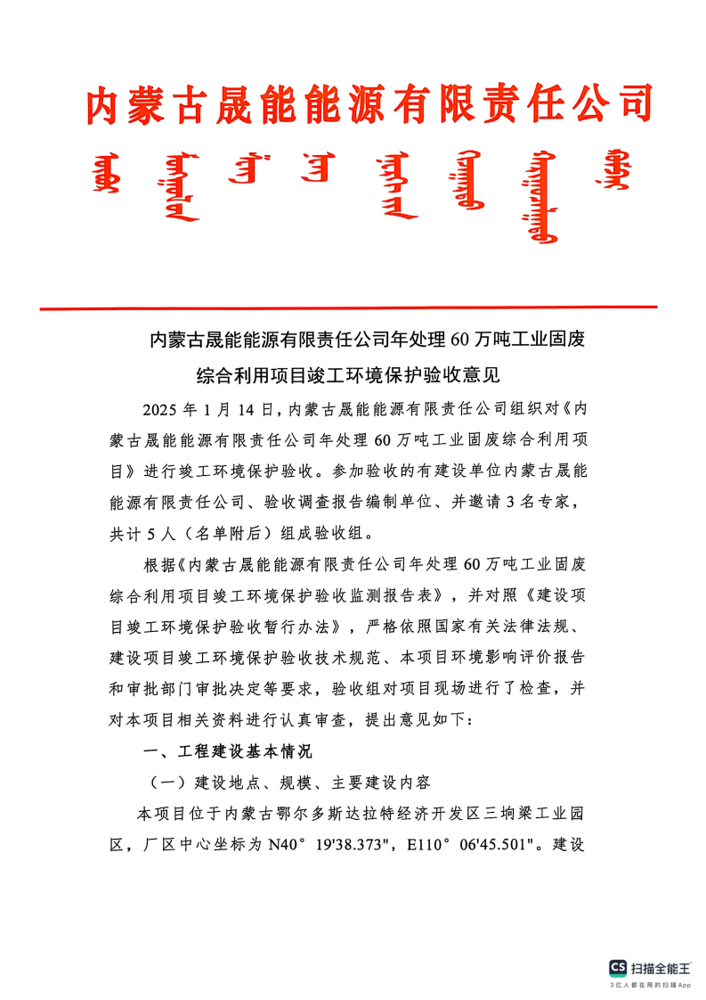 内蒙古晟能能源有限责任公司
内蒙古晟能能源有限责任公司年处理 60 万吨工业固废
综合利用项目竣工环境保护验收意见
2025 年 1 月 14 日，内蒙古晟能能源有限责任公司组织对《内
蒙古晟能能源有限责任公司年处理 60 万吨工业固废综合利用项
目》进行竣工环境保护验收。参加验收的有建设单位内蒙古晟能
能源有限责任公司、验收调查报告编制单位、并邀请 3 名专家，
共计 5 人（名单附后）组成验收组。
根据《内蒙古晟能能源有限责任公司年处理 60 万吨工业固废
综合利用项目竣工环境保护验收监测报告表》，并对照《建设项
目竣工环境保护验收暂行办法》，严格依照国家有关法律法规、
建设项目竣工环境保护验收技术规范、本项目环境影响评价报告
和审批部门审批决定等要求，验收组对项目现场进行了检查，并
对本项目相关资料进行认真审查，提出意见如下：
一、工程建设基本情况
（一）建设地点、规模、主要建设内容
本项目位于内蒙古鄂尔多斯达拉特经济开发区三垧梁工业园
区，厂区中心坐标为 N40° 19'38.373"，E110° 06'45.501"。建设
CS 扫描全能王
3亿人都在用的扫描App